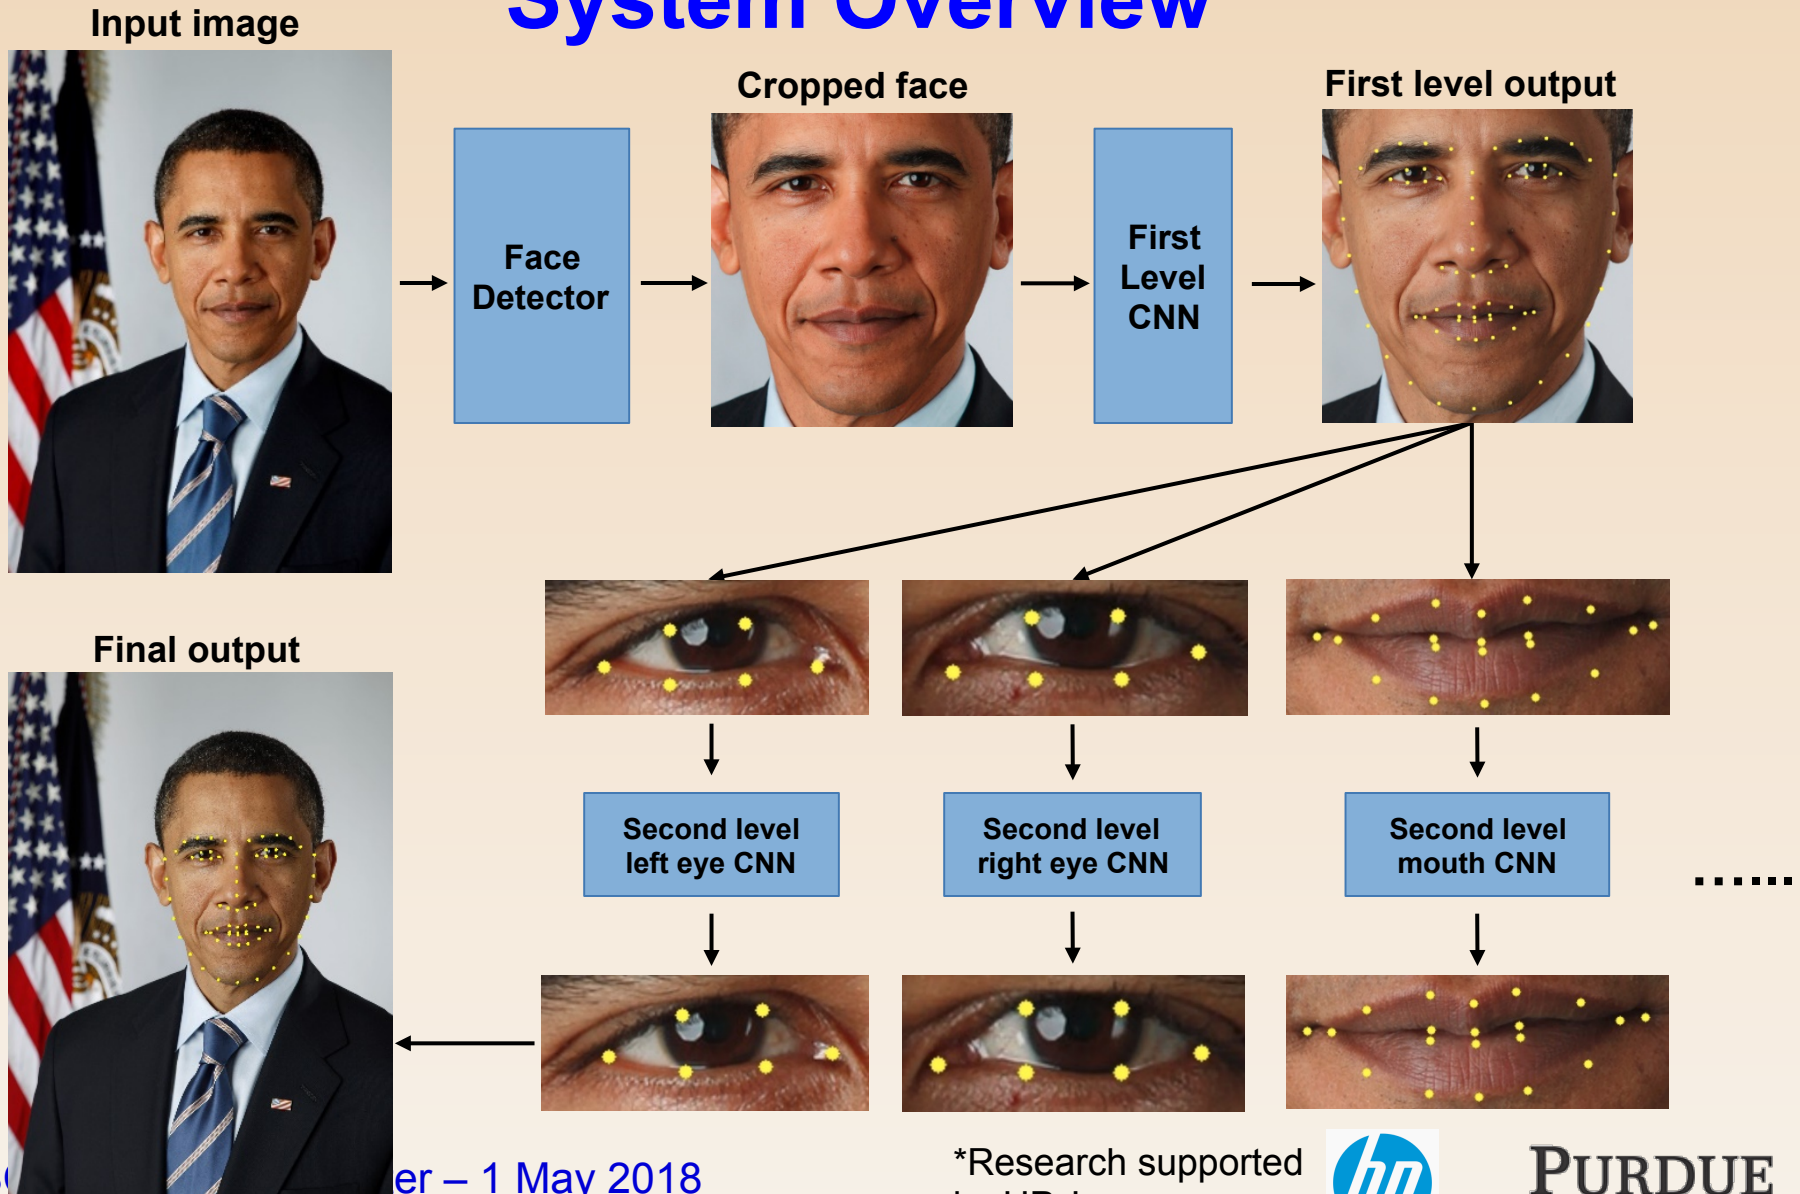 System Overview
Input image
Cropped face
First level output
Face
Detector
First
Level
CNN
Final output
Second level
left eye CNN
Second level
right eye CNN
Second level
mouth CNN
.......
er – 1 May 2018
*Research supported
hp
PURDUE